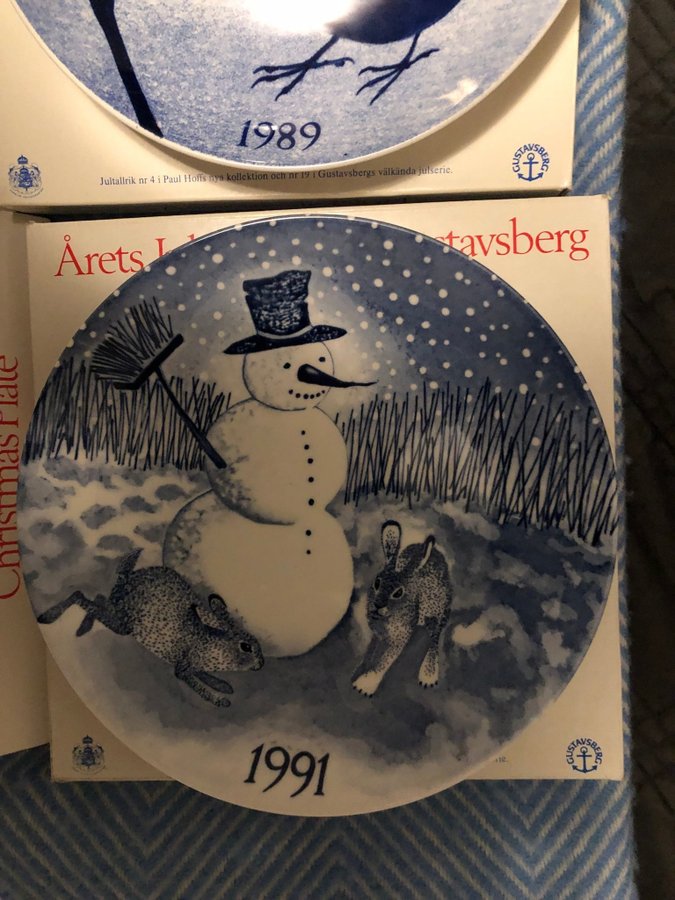 1989
GUSTAVSBERG
Jultallrik nr 4 i Paul Hoffs nya kollektion och nr 19 i Gustavsbergs välkända julserie.
Årets
Christmas Plate
1991
GUSTAVSBERG